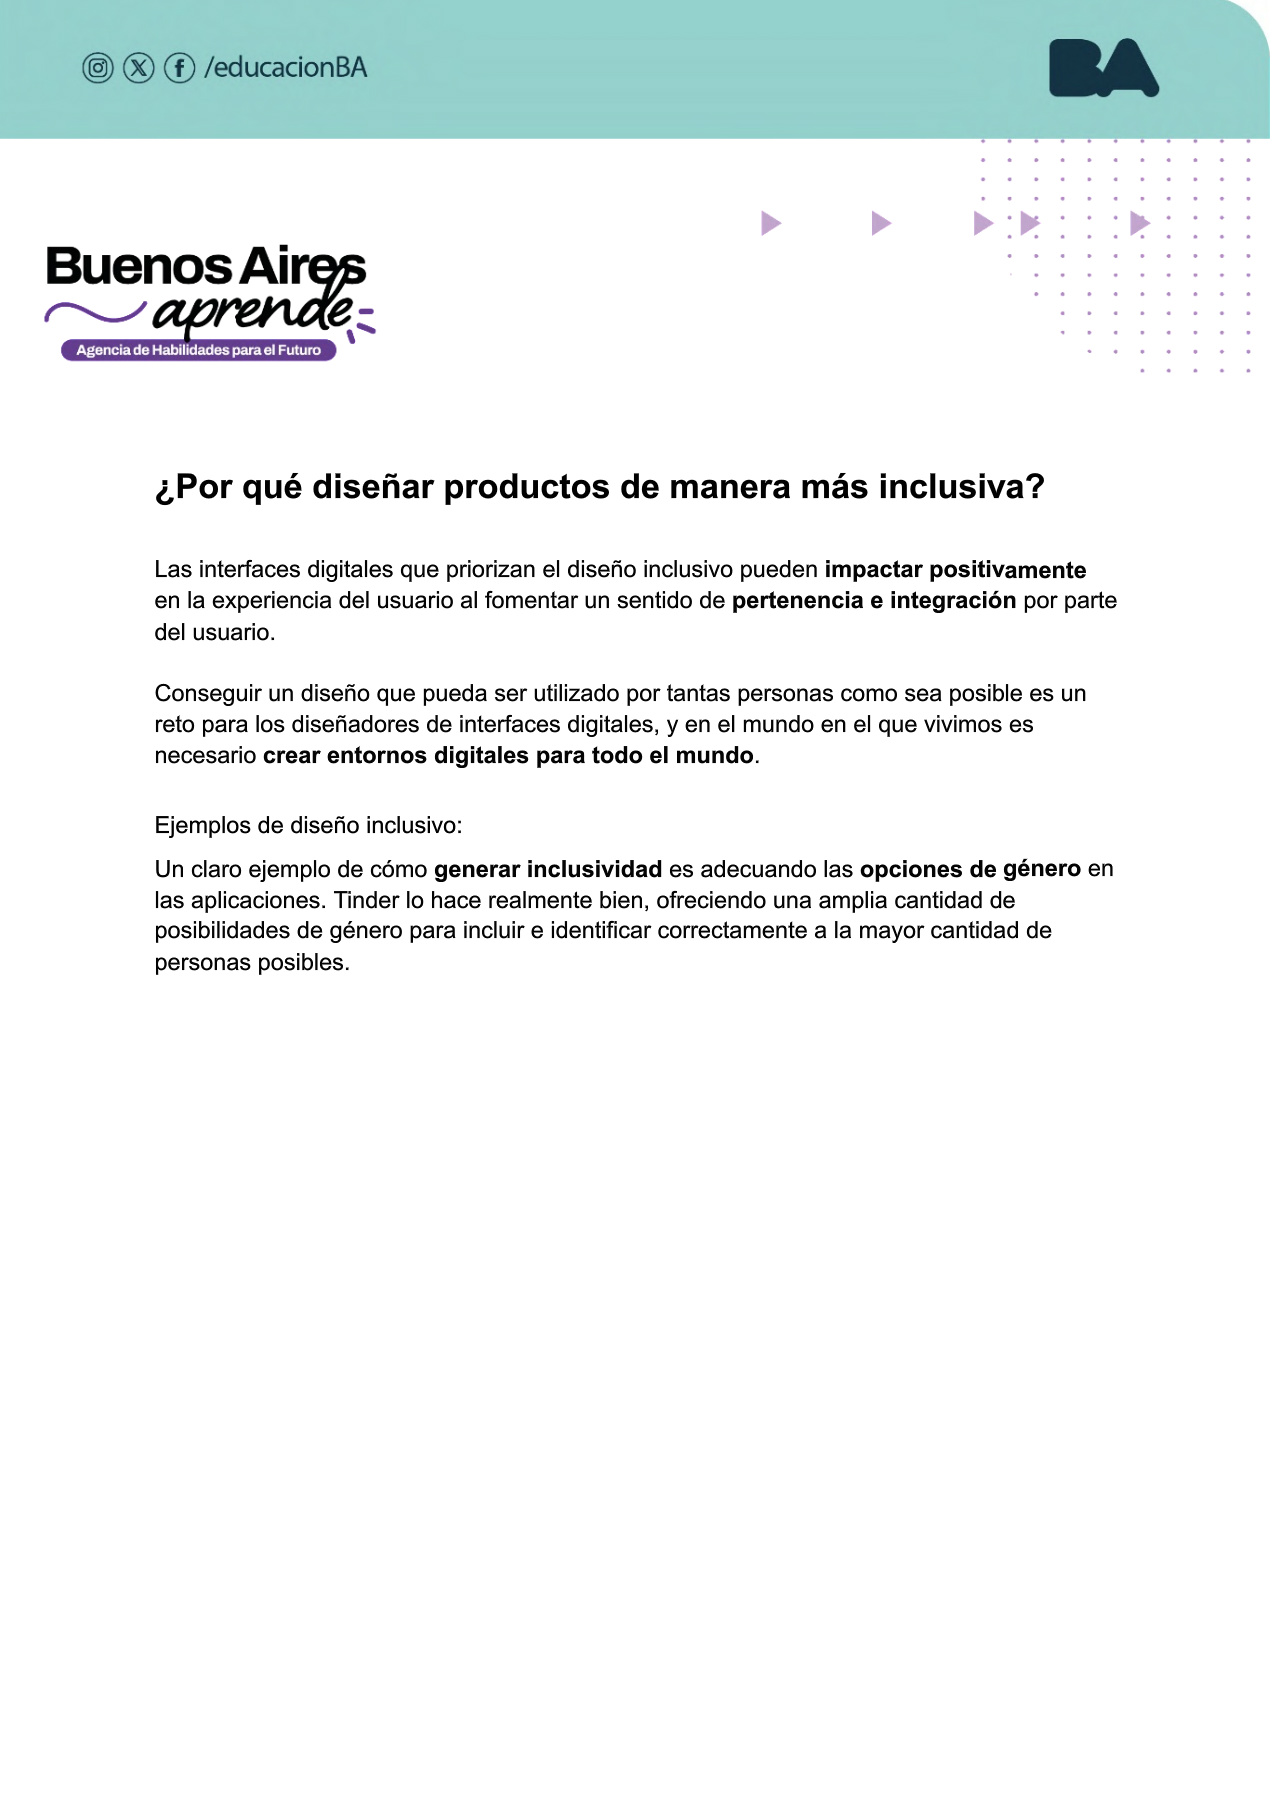 /educacionBA
BA
Buenos Aires
aprende
Agencia de Habilidades para el Futuro
¿Por qué diseñar productos de manera más inclusiva?
Las interfaces digitales que priorizan el diseño inclusivo pueden impactar positivamente
en la experiencia del usuario al fomentar un sentido de pertenencia e integración por parte
del usuario.
Conseguir un diseño que pueda ser utilizado por tantas personas como sea posible es un
reto para los diseñadores de interfaces digitales, y en el mundo en el que vivimos es
necesario crear entornos digitales para todo el mundo.
Ejemplos de diseño inclusivo:
Un claro ejemplo de cómo generar inclusividad es adecuando las opciones de género en
las aplicaciones. Tinder lo hace realmente bien, ofreciendo una amplia cantidad de
posibilidades de género para incluir e identificar correctamente a la mayor cantidad de
personas posibles.